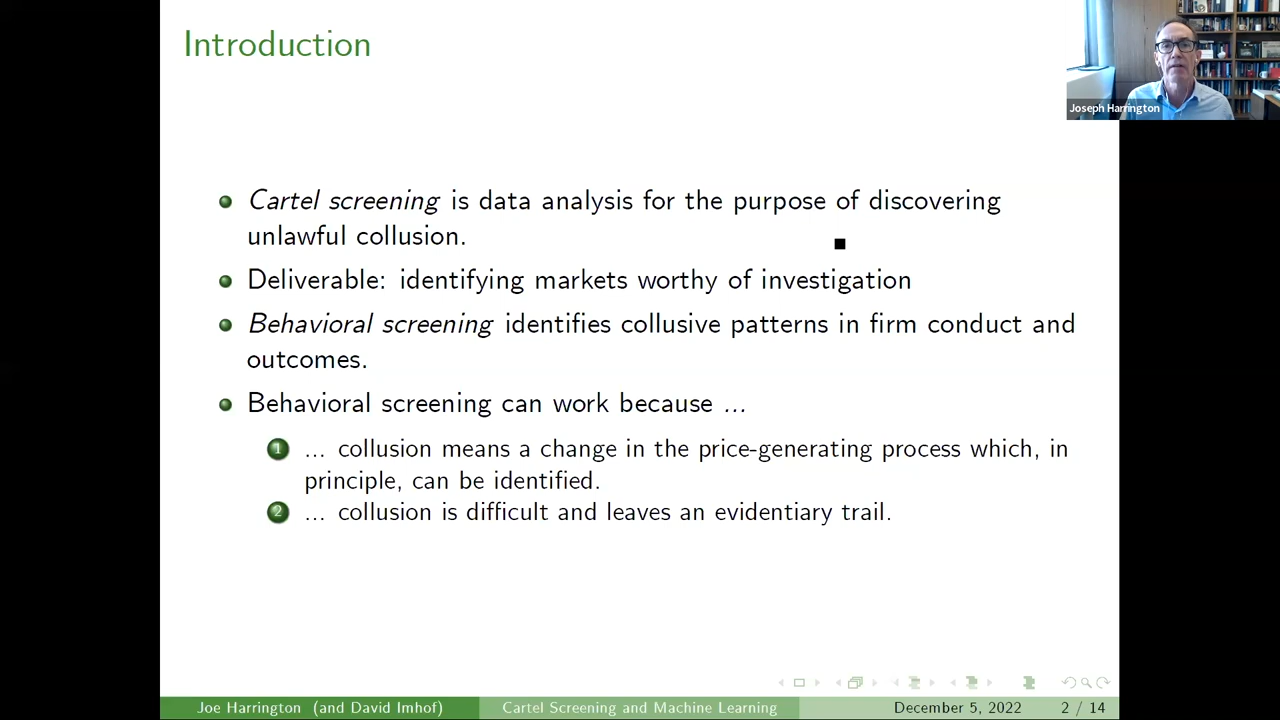 Introduction
Joseph Harrington
Cartel screening is data analysis for the purpose of discovering
unlawful collusion.
Deliverable: identifying markets worthy of investigation
Behavioral screening identifies collusive patterns in firm conduct and
outcomes.
Behavioral screening can work because ...
1 ... collusion means a change in the price-generating process which, in
principle, can be identified.
2 ... collusion is difficult and leaves an evidentiary trail.
Joe Harrington (and David Imhof) Cartel Screening and Machine Learning December 5, 2022 2 / 14